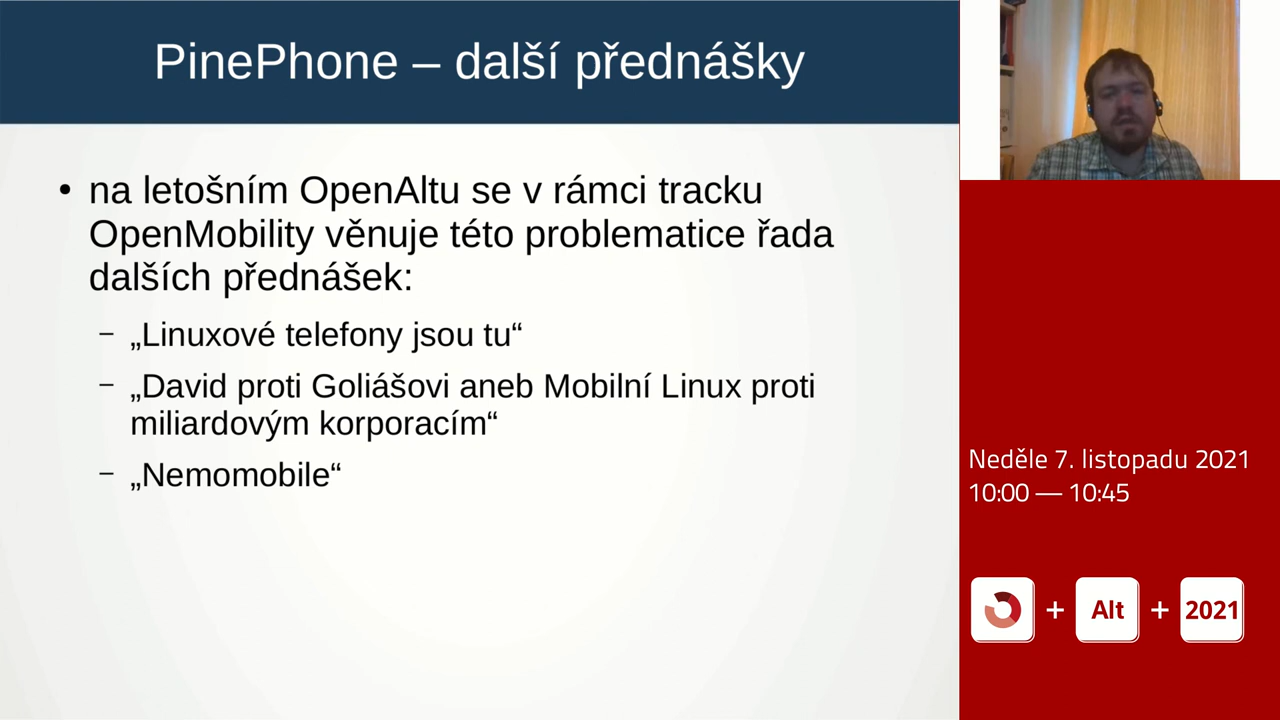 PinePhone – další přednášky
• na letošním OpenAltu se v rámci tracku
OpenMobility věnuje této problematice řada
dalších přednášek:
– „Linuxové telefony jsou tu“
– „David proti Goliášovi aneb Mobilní Linux proti
miliardovým korporacím“
– „Nemomobile“
Neděle 7. listopadu 2021
10:00 — 10:45
+ Alt + 2021